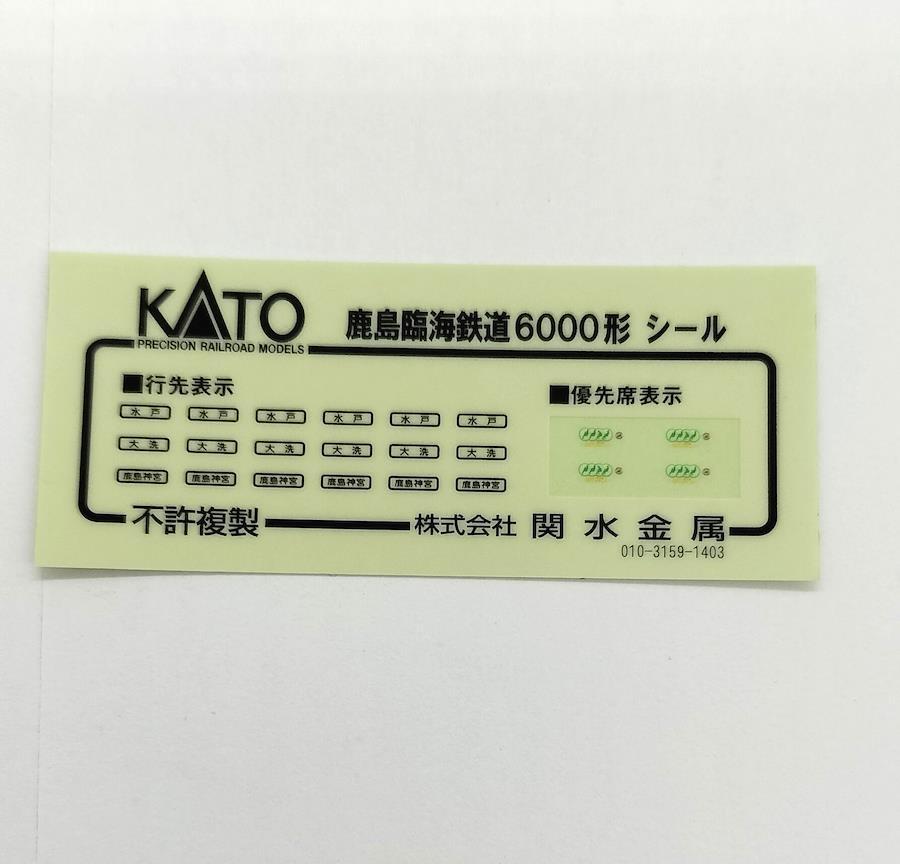 KATO
PRECISION RAILROAD MODELS
鹿島臨海鉄道6000形 シール
■行先表示
水戸 水戸 水戸 水戸 水戸 水戸
大洗 大洗 大洗 大洗 大洗 大洗
鹿島神宮 鹿島神宮 鹿島神宮 鹿島神宮 鹿島神宮 鹿島神宮
■優先席表示
不許複製
株式会社 関水金属
010-3159-1403